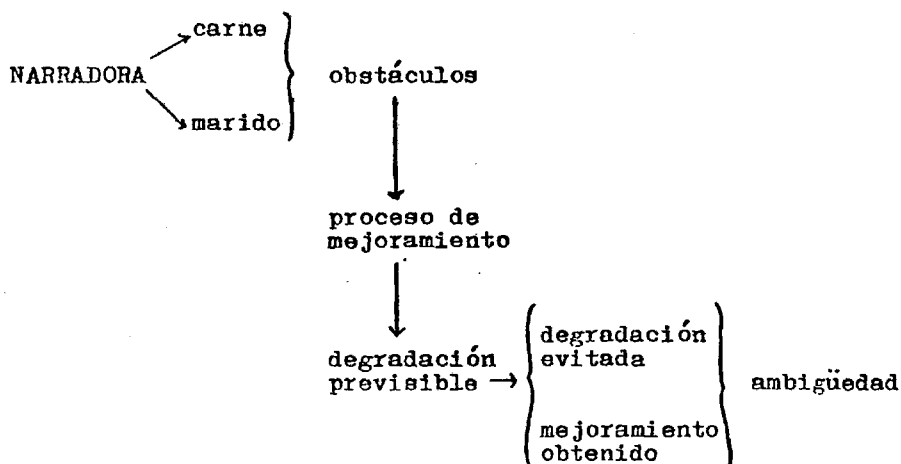 carne
NARRADORA
obstáculos
marido
proceso de
mejoramiento
degradación
previsible
degradación
evitada
ambigüedad
mejoramiento
obtenido